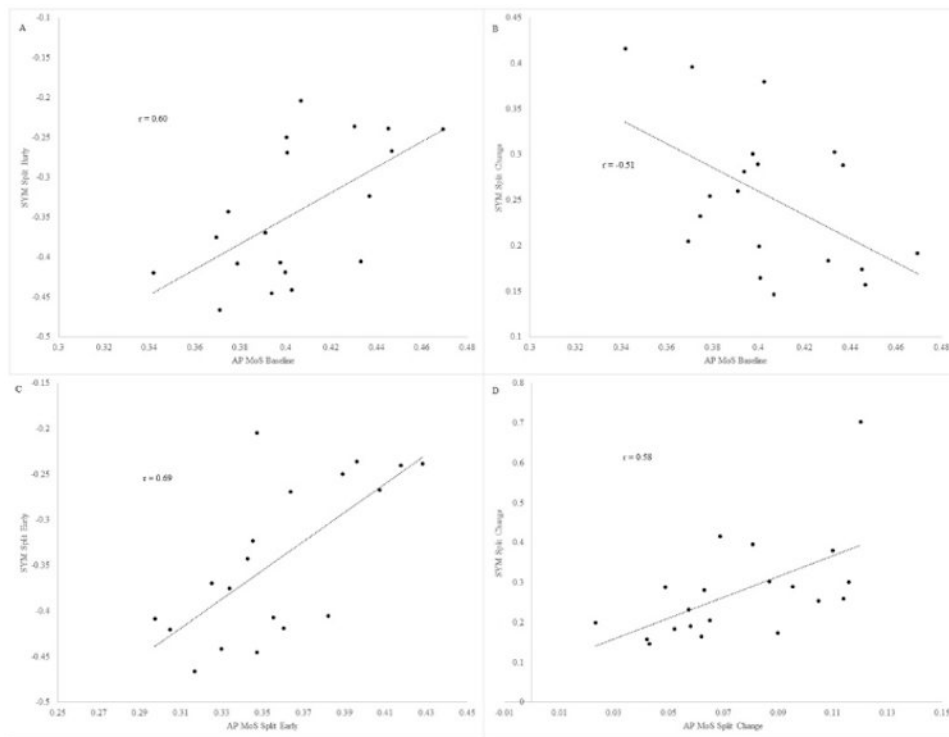 A
-0.1
-0.15
-0.2
-0.25
-0.3
-0.35
-0.4
-0.45
-0.5
SYM Split Early
r = 0.60
0.3 0.32 0.34 0.36 0.38 0.4 0.42 0.44 0.46 0.48
AP MoS Baseline
B
0.45
0.4
0.35
0.3
0.25
0.2
0.15
0.1
SYM Split Change
r = -0.51
0.3 0.32 0.34 0.36 0.38 0.4 0.42 0.44 0.46 0.48
AP MoS Baseline
C
-0.15
-0.2
-0.25
-0.3
-0.35
-0.4
-0.45
-0.5
SYM Split Early
r = 0.69
0.25 0.27 0.29 0.31 0.33 0.35 0.37 0.39 0.41 0.43
AP MoS Split Early
D
0.8
0.7
0.6
0.5
0.4
0.3
0.2
0.1
0
SYM Split Change
r = 0.58
-0.01 0.01 0.03 0.05 0.07 0.09 0.11 0.13 0.15
AP MoS Split Change